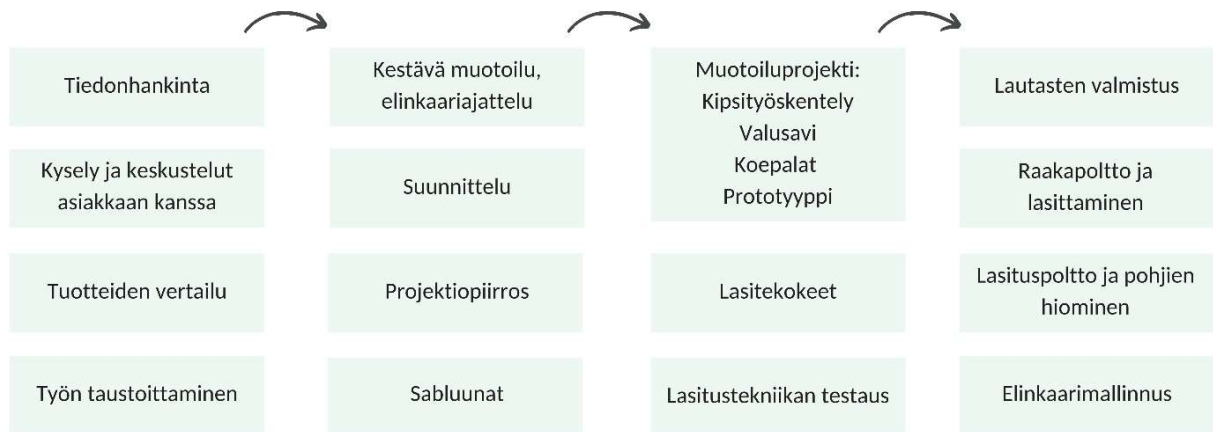 Tiedonhankinta
Kysely ja keskustelut
asiakkaan kanssa
Tuotteiden vertailu
Työn taustoittaminen
Kestävä muotoilu,
elinkaariajattelu
Suunnittelu
Projektiopiirros
Sabluunat
Muotoiluprojekti:
Kipsityöskentely
Valusavi
Koepalat
Prototyyppi
Lasitekokeet
Lasitustekniikan testaus
Lautasten valmistus
Raakapoltto ja
lasittaminen
Lasituspoltto ja pohjien
hiominen
Elinkaarimallinnus